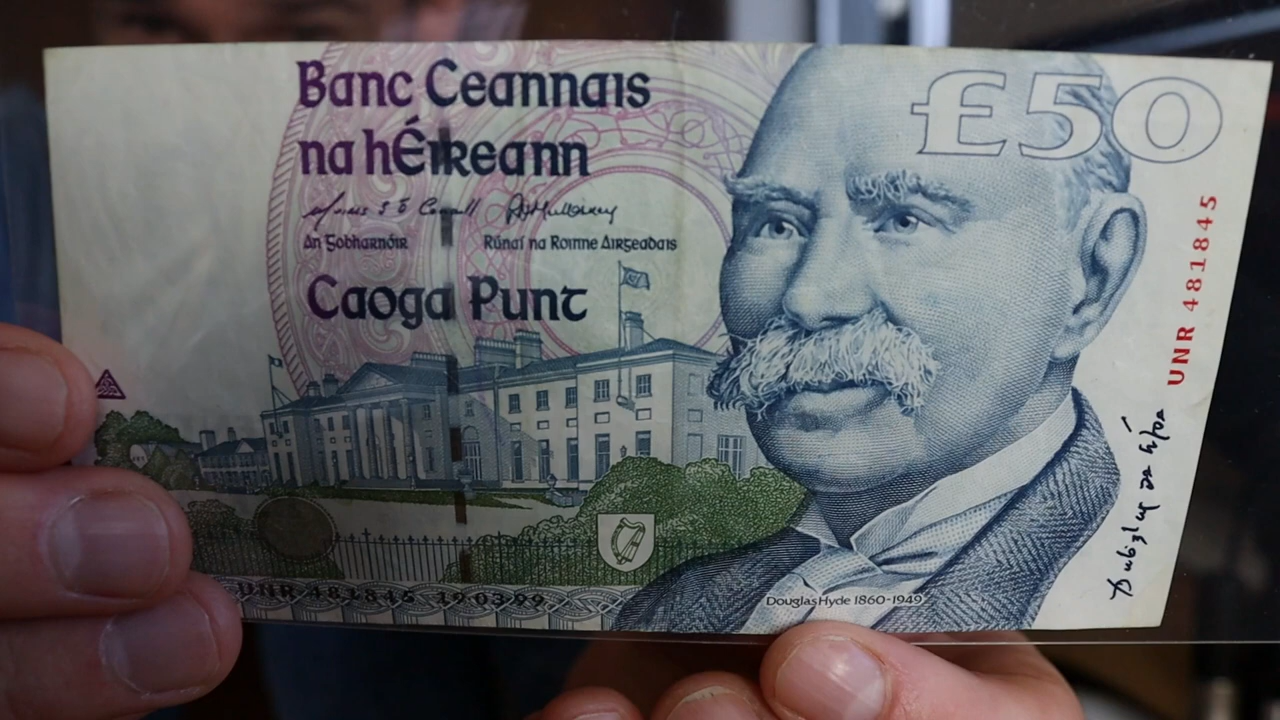 Banc Ceannais
na hÉireann
An Gobharnóir
Rúnaí na Roinne Airgeadais
Caoga Punt
£50
UNR 481845
UNR 481845 19.03.99
Douglas Hyde 1860-1949